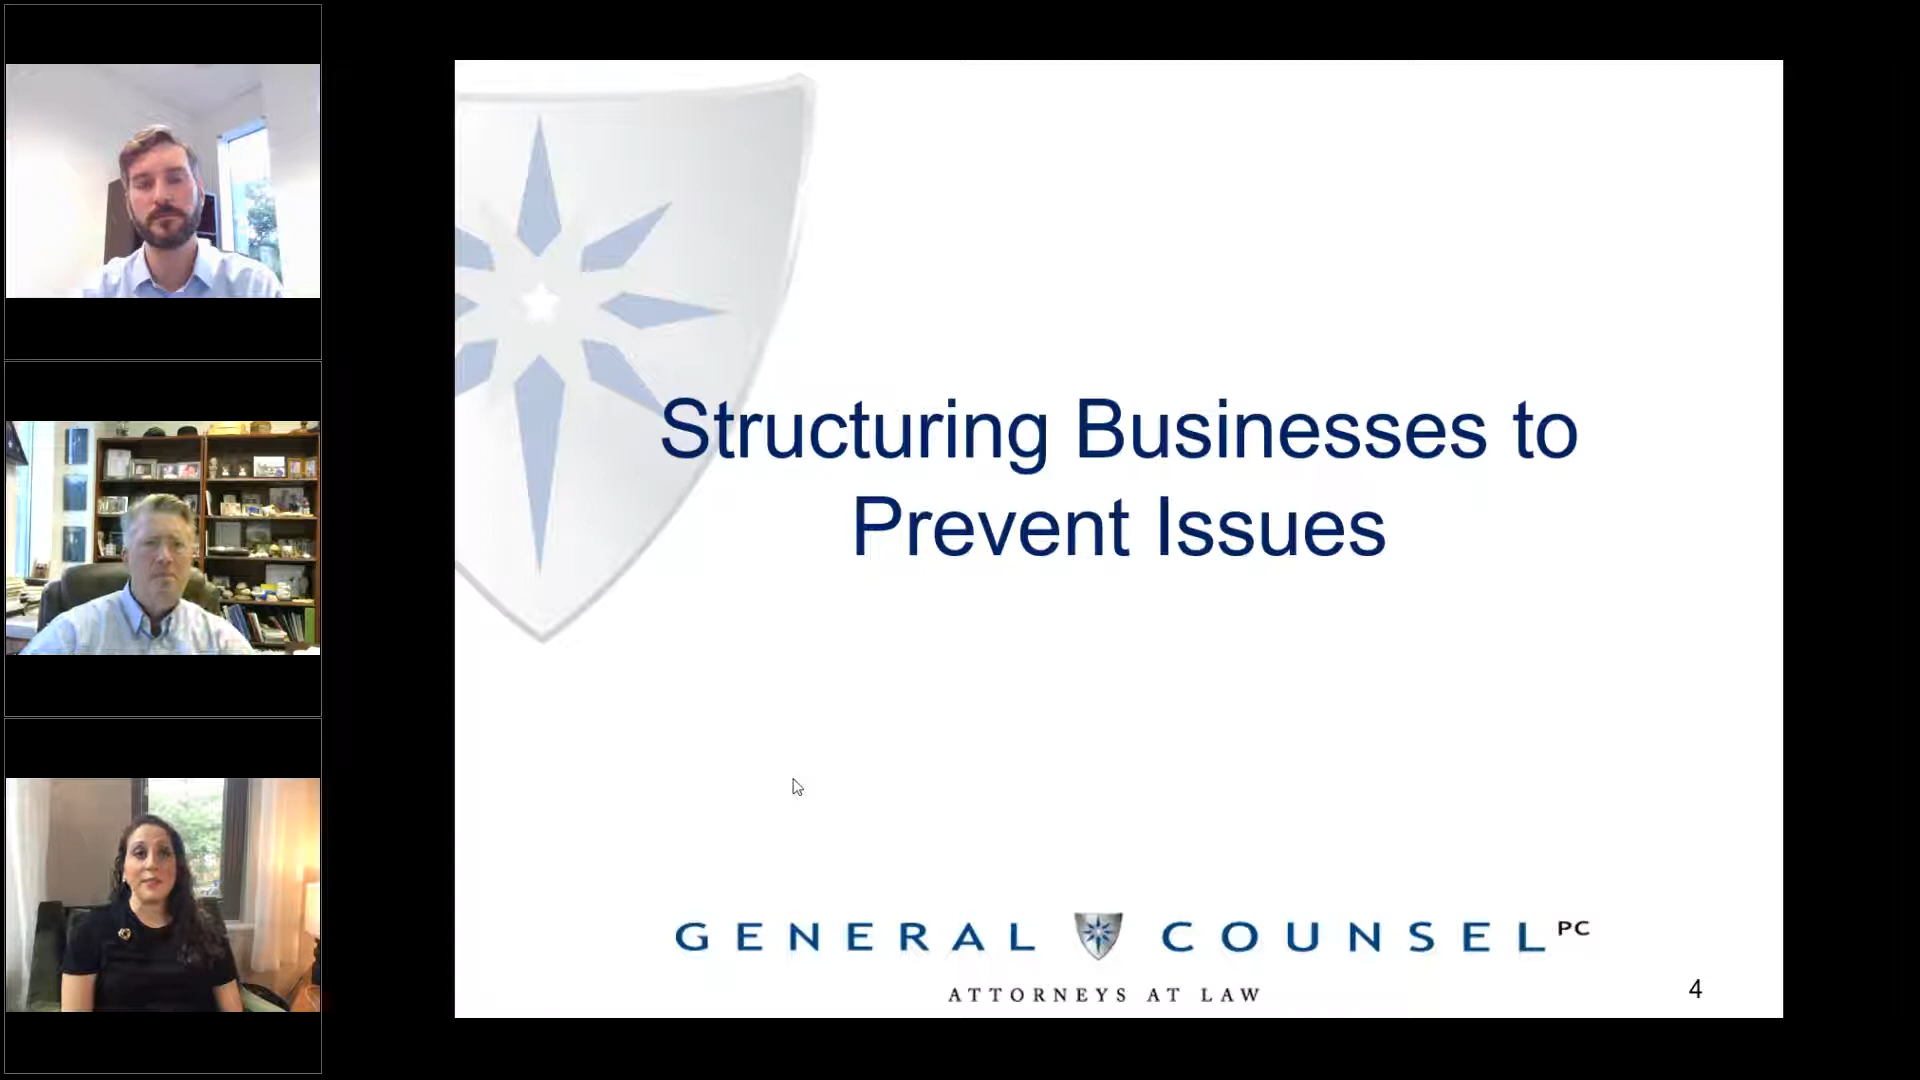 Structuring Businesses to
Prevent Issues
GENERAL COUNSEL PC
ATTORNEYS AT LAW
4